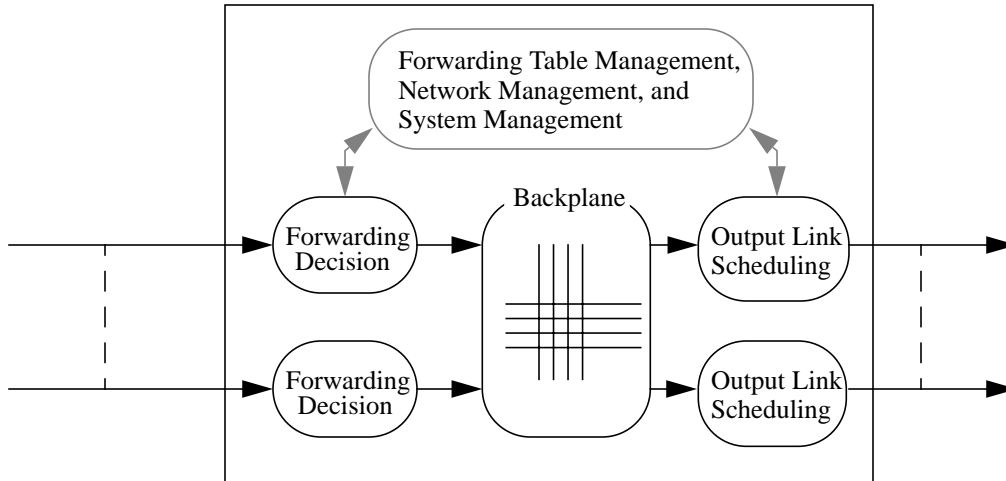 Forwarding Table Management,
Network Management, and
System Management
Backplane
Forwarding
Decision
Output Link
Scheduling
Forwarding
Decision
Output Link
Scheduling